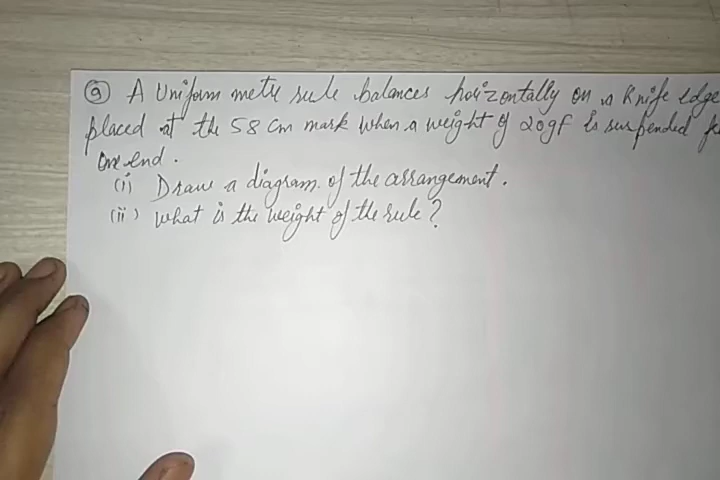 Q A Uniform metre rule balances horizontally on a knife edge
placed at the 58 cm mark when a weight of 20gf is suspended
one end.
(i) Draw a diagram of the arrangement.
(ii) what is the weight of the rule?